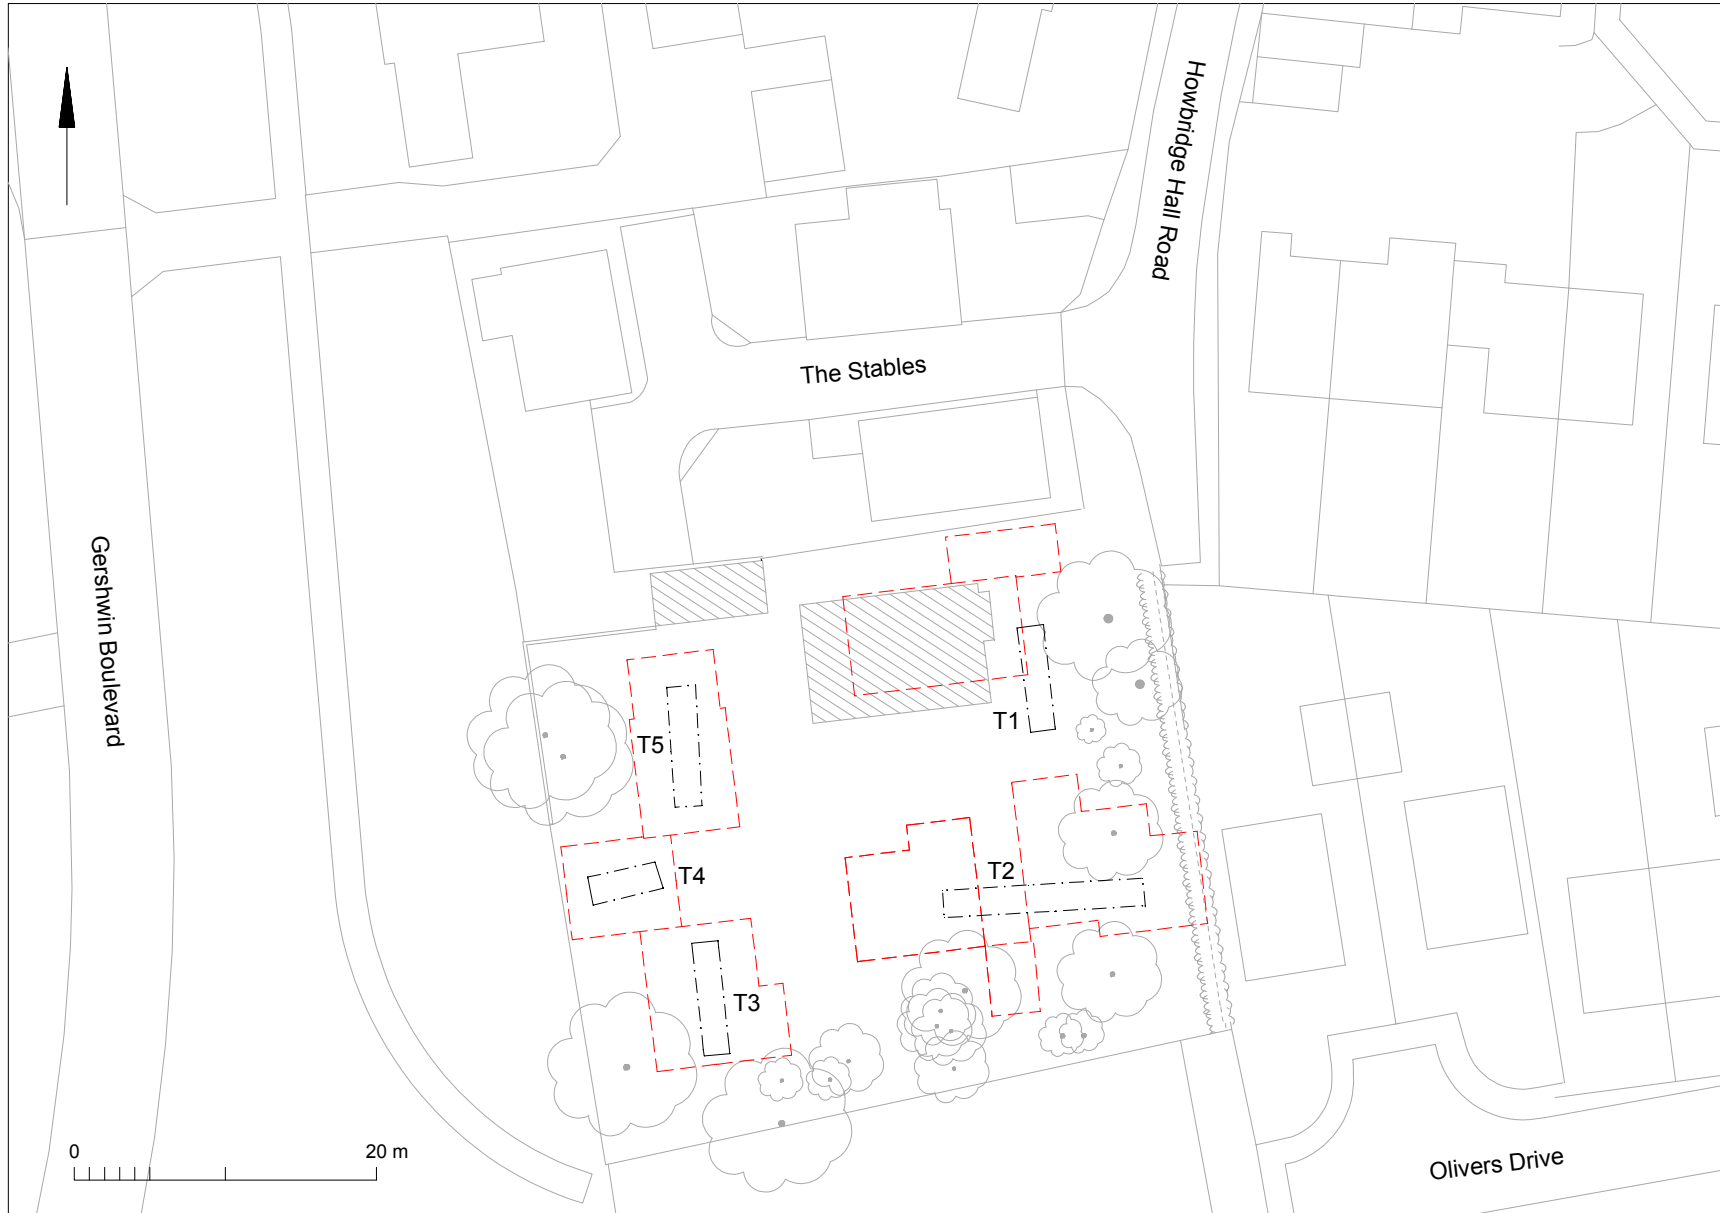 Howbridge Hall Road
The Stables
Gershwin Boulevard
T1
T5
T2
T4
T3
0
20 m
Olivers Drive